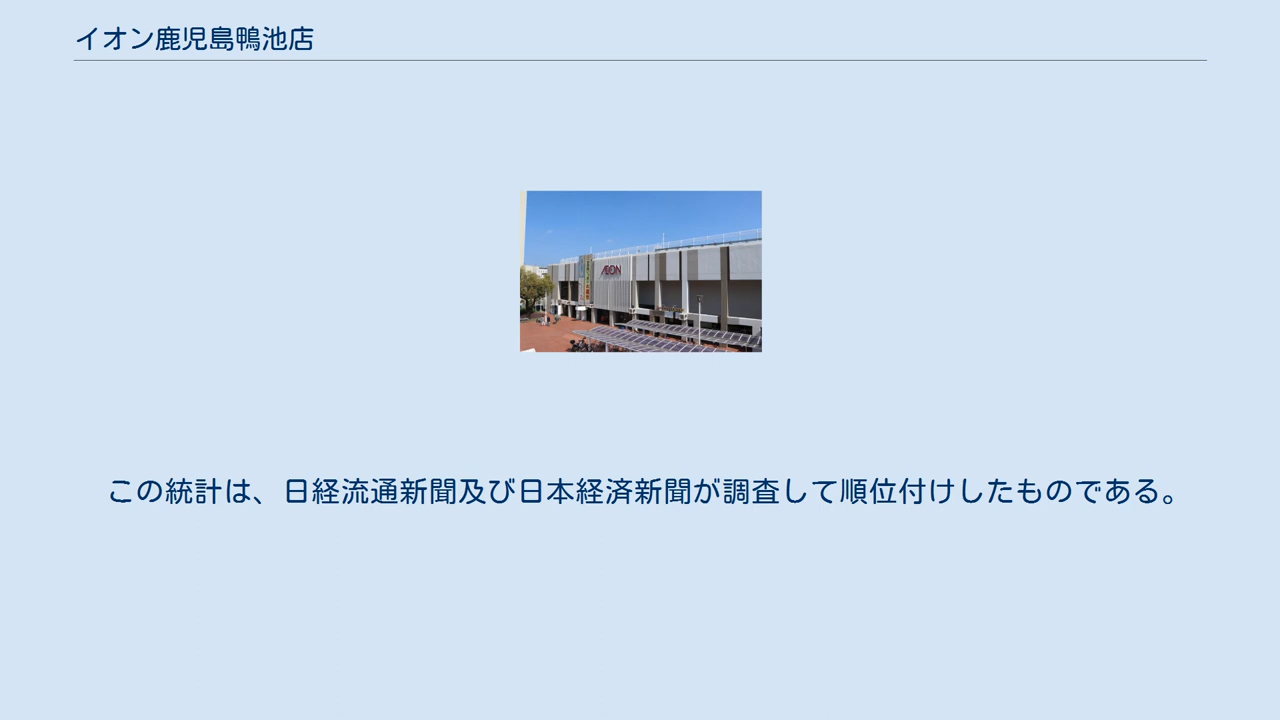 イオン鹿児島鴨池店
ÆON
この統計は、日経流通新聞及び日本経済新聞が調査して順位付けしたものである。